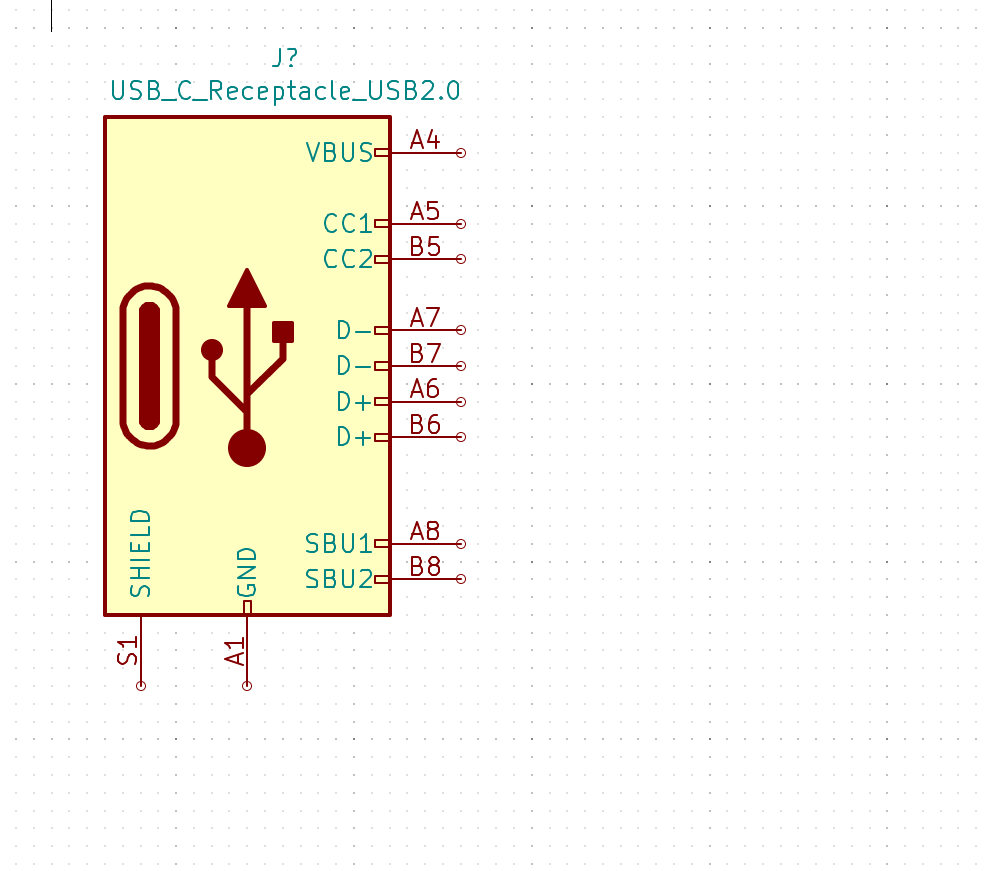 J?
USB_C_Receptacle_USB2.0
VBUS A4
CC1 A5
CC2 B5
D- A7
D- B7
D+ A6
D+ B6
SBU1 A8
SBU2 B8
SHIELD
GND
S1
A1